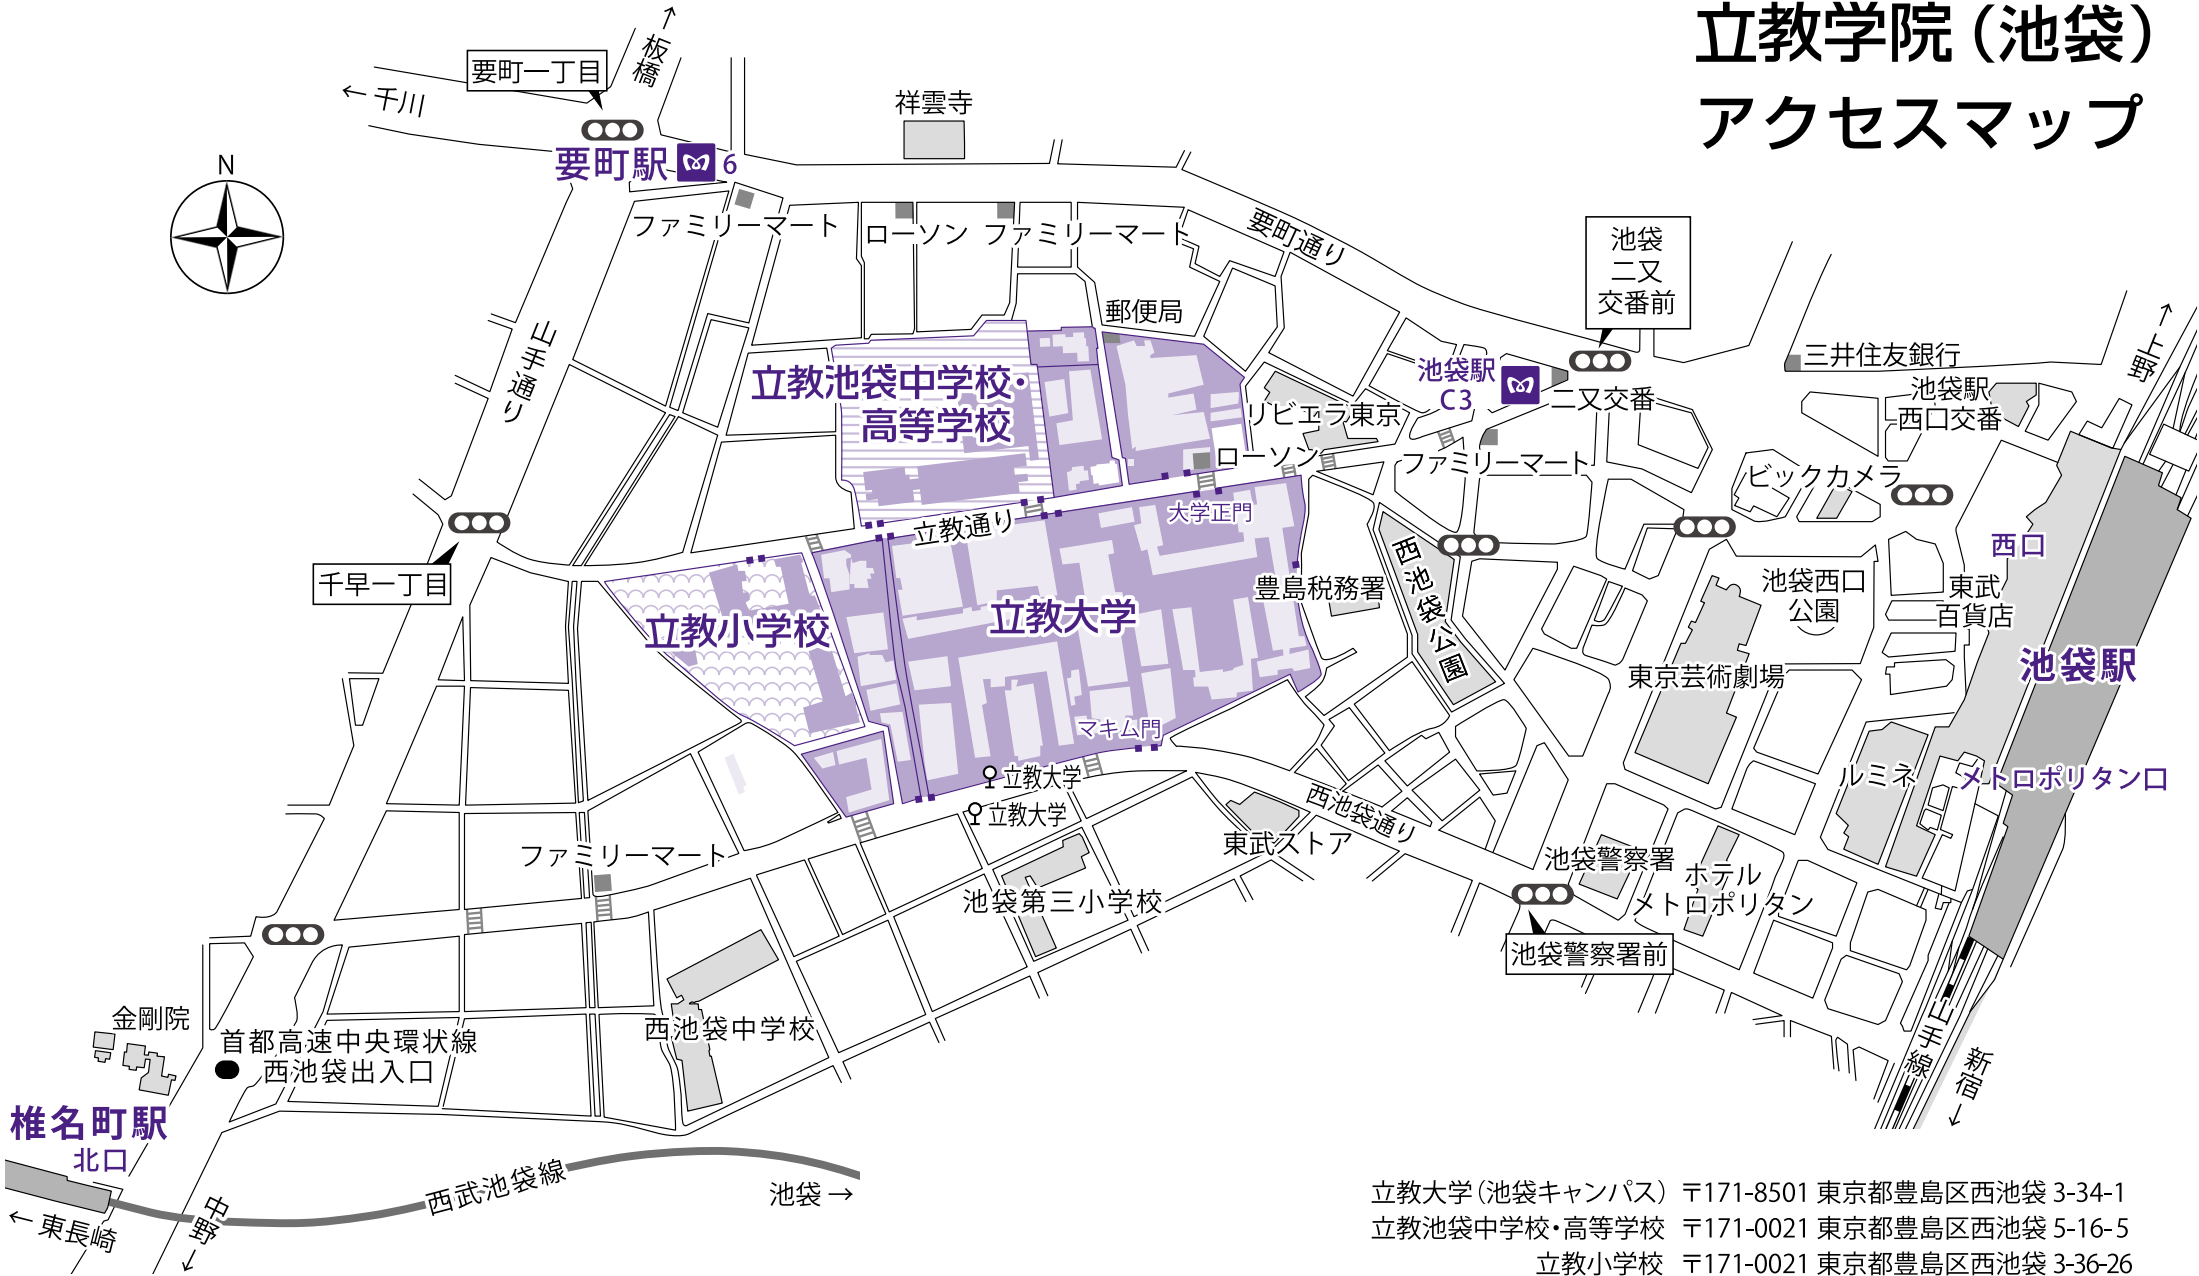 立教学院（池袋）
アクセスマップ
要町一丁目
↑板橋
←千川
要町駅 6
祥雲寺
N
ファミリーマート
ローソン
ファミリーマート
要町通り
池袋
二又
交番前
郵便局
山手通り
立教池袋中学校・
高等学校
池袋駅
C3
二又交番
三井住友銀行
↑上野
池袋駅
西口交番
リビエラ東京
ローソン
ファミリーマート
ビックカメラ
大学正門
立教通り
西口
千早一丁目
豊島税務署
西池袋公園
池袋西口
公園
東武
百貨店
立教小学校
立教大学
東京芸術劇場
池袋駅
マキム門
立教大学
立教大学
西池袋通り
ルミネ
メトロポリタン口
東武ストア
ファミリーマート
池袋警察署
ホテル
メトロポリタン
池袋第三小学校
池袋警察署前
西池袋中学校
金剛院
首都高速中央環状線
西池袋出入口
山手線
新宿→
椎名町駅
北口
西武池袋線
池袋→
←東長崎
中野→
立教大学（池袋キャンパス） 〒171-8501 東京都豊島区西池袋 3-34-1
立教池袋中学校・高等学校 〒171-0021 東京都豊島区西池袋 5-16-5
立教小学校 〒171-0021 東京都豊島区西池袋 3-36-26